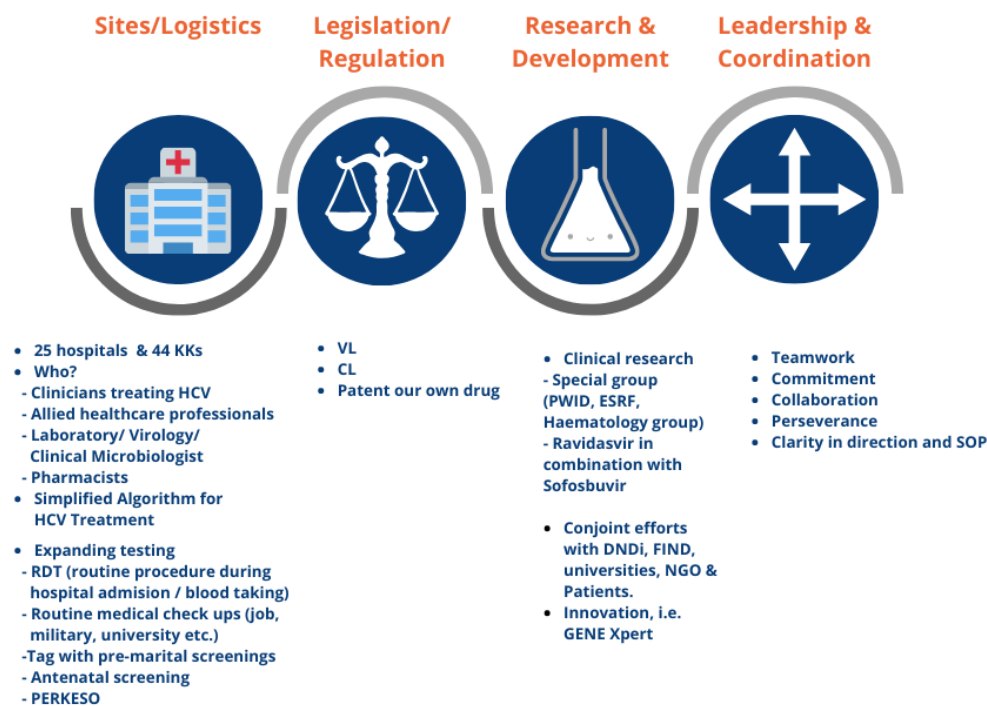 Sites/Logistics
Legislation/
Regulation
Research &
Development
Leadership &
Coordination
• 25 hospitals & 44 KKs
• Who?
- Clinicians treating HCV
- Allied healthcare professionals
- Laboratory/ Virology/
Clinical Microbiologist
- Pharmacists
• Simplified Algorithm for
HCV Treatment
• Expanding testing
- RDT (routine procedure during
hospital admision / blood taking)
- Routine medical check ups (job,
military, university etc.)
-Tag with pre-marital screenings
- Antenatal screening
- PERKESO
• VL
• CL
• Patent our own drug
• Clinical research
- Special group
(PWID, ESRF,
Haematology group)
- Ravidasvir in
combination with
Sofosbuvir
• Conjoint efforts
with DNDi, FIND,
universities, NGO &
Patients.
• Innovation, i.e.
GENE Xpert
• Teamwork
• Commitment
• Collaboration
• Perseverance
• Clarity in direction and SOP